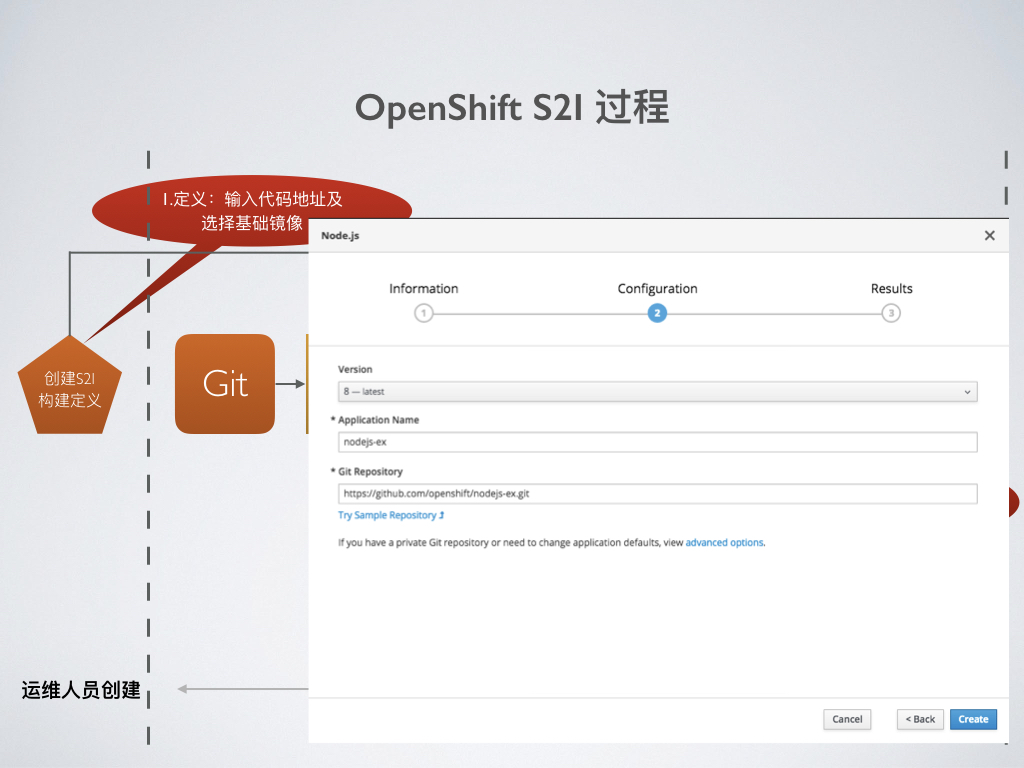 OpenShift S2I 过程
1.定义：输入代码地址及
选择基础镜像
Node.js
Information
Configuration
Results
1
2
3
Version
8 — latest
* Application Name
nodejs-ex
* Git Repository
https://github.com/openshift/nodejs-ex.git
Try Sample Repository
If you have a private Git repository or need to change application defaults, view advanced options.
创建S2I
构建定义
Git
运维人员创建
Cancel
< Back
Create